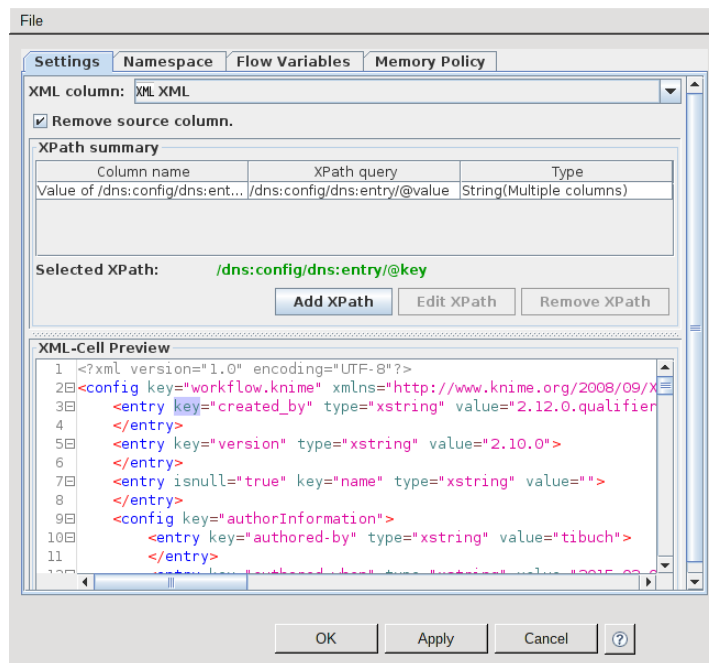 File
Settings Namespace Flow Variables Memory Policy
XML column: XML XML
Remove source column.
XPath summary
Column name XPath query Type
Value of /dns:config/dns:ent... /dns:config/dns:entry/@value String(Multiple columns)
Selected XPath: /dns:config/dns:entry/@key
Add XPath Edit XPath Remove XPath
XML-Cell Preview
1 <?xml version="1.0" encoding="UTF-8"?>
2 <config key="workflow.knime" xmlns="http://www.knime.org/2008/09/X
3 <entry key="created_by" type="xstring" value="2.12.0.qualifier
4 </entry>
5 <entry key="version" type="xstring" value="2.10.0">
6 </entry>
7 <entry isnull="true" key="name" type="xstring" value="">
8 </entry>
9 <config key="authorInformation">
10 <entry key="authored-by" type="xstring" value="tibuch">
11 </entry>
OK Apply Cancel ?